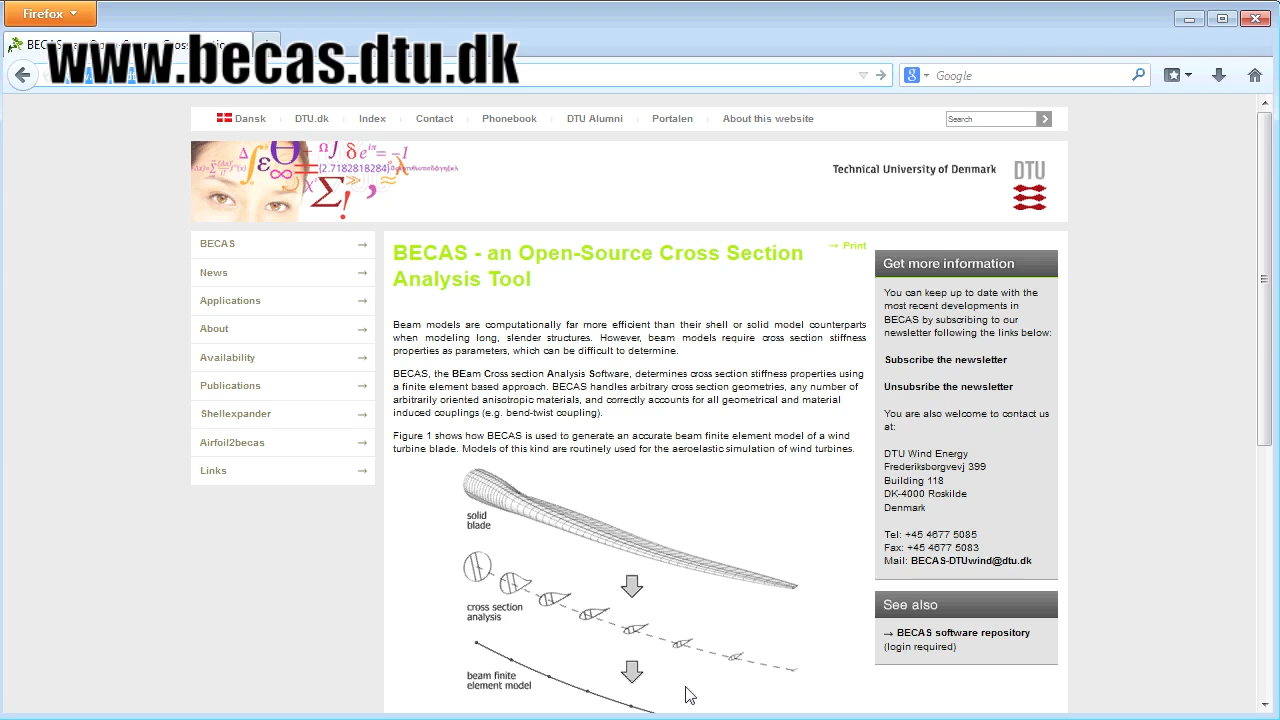 Firefox
BECAS
www.becas.dtu.dk
Google
Dansk
DTU.dk
Index
Contact
Phonebook
DTU Alumni
Portalen
About this website
Search
Technical University of Denmark
DTU
BECAS
News
Applications
About
Availability
Publications
Shellexpander
Airfoil2becas
Links
BECAS - an Open-Source Cross Section
Analysis Tool
→ Print
Beam models are computationally far more efficient than their shell or solid model counterparts
when modeling long, slender structures. However, beam models require cross section stiffness
properties as parameters, which can be difficult to determine.
BECAS, the BEam Cross section Analysis Software, determines cross section stiffness properties using
a finite element based approach. BECAS handles arbitrary cross section geometries, any number of
arbitrarily oriented anisotropic materials, and correctly accounts for all geometrical and material
induced couplings (e.g. bend-twist coupling).
Figure 1 shows how BECAS is used to generate an accurate beam finite element model of a wind
turbine blade. Models of this kind are routinely used for the aeroelastic simulation of wind turbines.
solid
blade
cross section
analysis
beam finite
element model
Get more information
You can keep up to date with the
most recent developments in
BECAS by subscribing to our
newsletter following the links below:
Subscribe the newsletter
Unsusribe the newsletter
You are also welcome to contact us
at:
DTU Wind Energy
Frederiksborgvevj 399
Building 118
DK-4000 Roskilde
Denmark
Tel: +45 4677 5085
Fax: +45 4677 5083
Mail: BECAS-DTUwind@dtu.dk
See also
→ BECAS software repository
(login required)